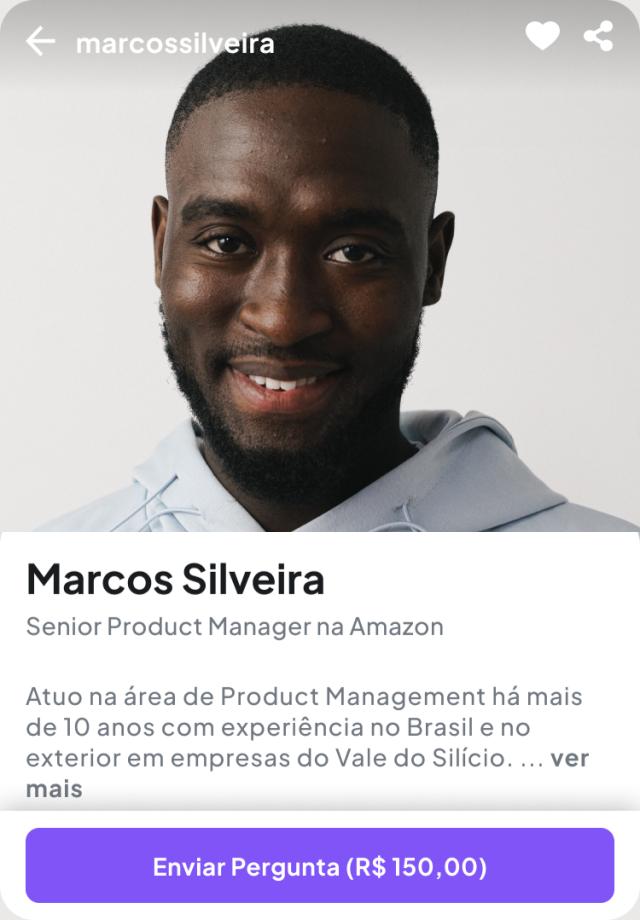 marcossilveira
Marcos Silveira
Senior Product Manager na Amazon
Atuo na área de Product Management há mais
de 10 anos com experiência no Brasil e no
exterior em empresas do Vale do Silício. ... ver
mais
Enviar Pergunta (R$ 150,00)